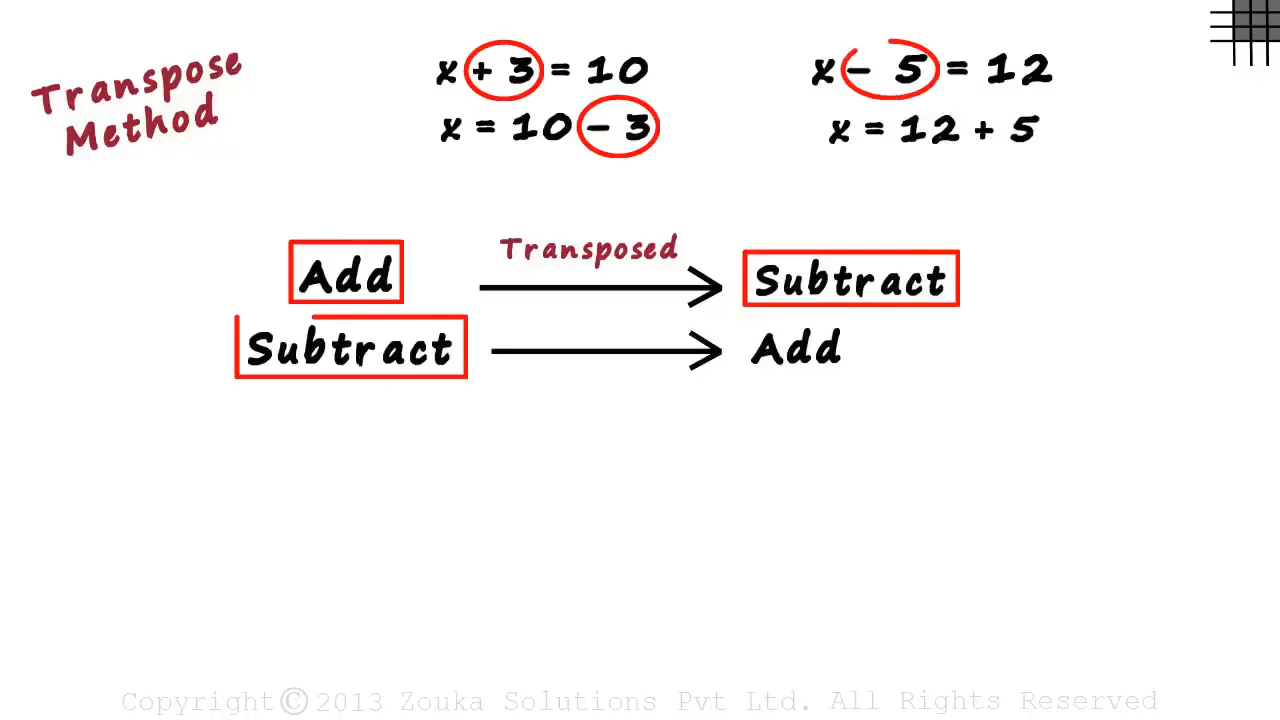 Transpose
Method
x + 3 = 10
x = 10 - 3
x - 5 = 12
x = 12 + 5
Add
Transposed
Subtract
Subtract
Add
Copyright© 2013 Zouka Solutions Pvt Ltd. All Rights Reserved